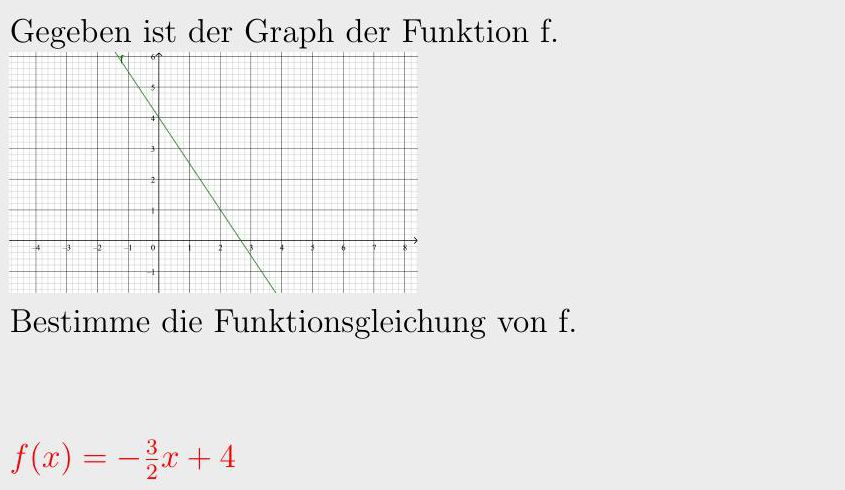 Gegeben ist der Graph der Funktion f.
f
6
5
4
3
2
1
-4 -3 -2 -1 0 1 2 3 4 5 6 7 8
-1
Bestimme die Funktionsgleichung von f.
f(x) = -\frac{3}{2}x + 4